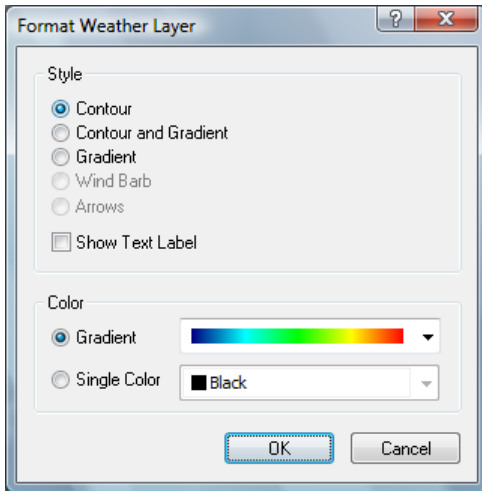 Format Weather Layer
Style
Contour
Contour and Gradient
Gradient
Wind Barb
Arrows
Show Text Label
Color
Gradient
Single Color Black
OK Cancel